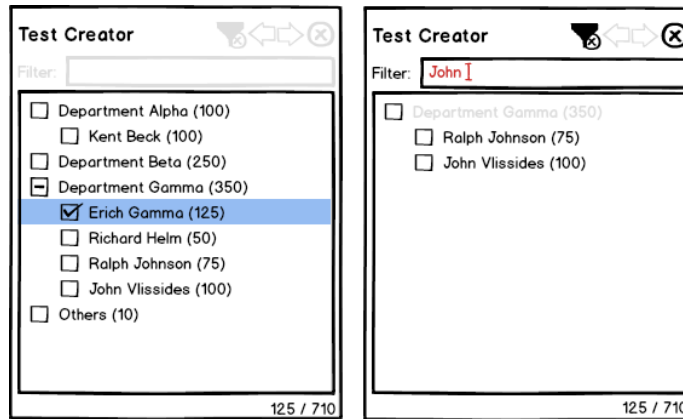 Test Creator
Filter:
Department Alpha (100)
Kent Beck (100)
Department Beta (250)
Department Gamma (350)
Erich Gamma (125)
Richard Helm (50)
Ralph Johnson (75)
John Vlissides (100)
Others (10)
125 / 710
Test Creator
Filter: John
Department Gamma (350)
Ralph Johnson (75)
John Vlissides (100)
125 / 710